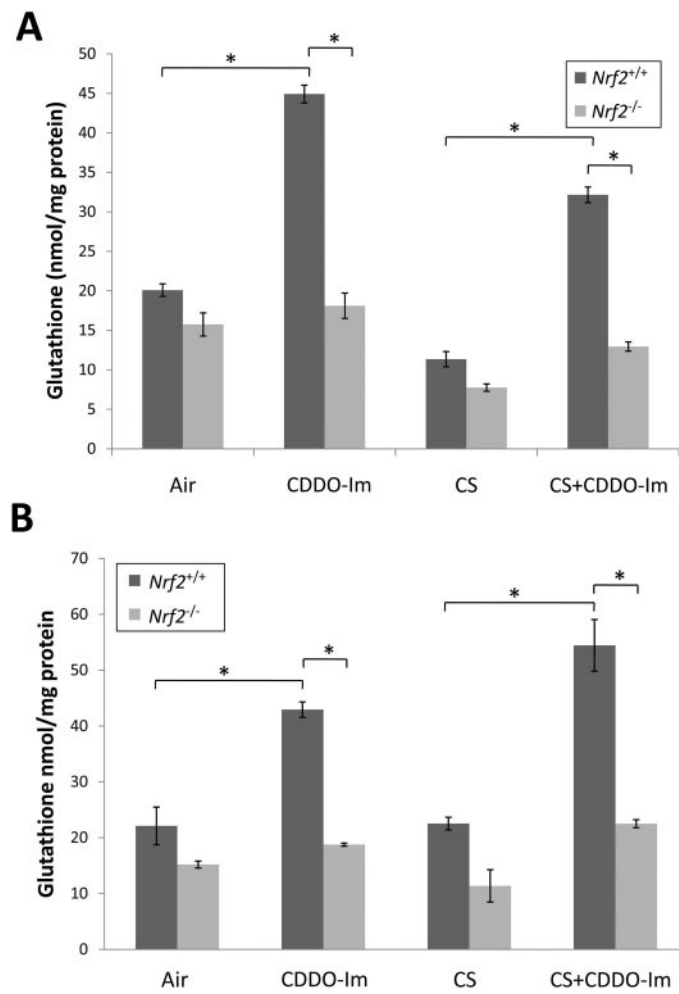 A
Glutathione (nmol/mg protein)
50
45
40
35
30
25
20
15
10
5
0
* *
* *
Nrf2+/+
Nrf2-/-
Air CDDO-Im CS CS+CDDO-Im
B
Glutathione nmol/mg protein
70
60
50
40
30
20
10
0
Nrf2+/+
Nrf2-/-
* *
* *
Air CDDO-Im CS CS+CDDO-Im